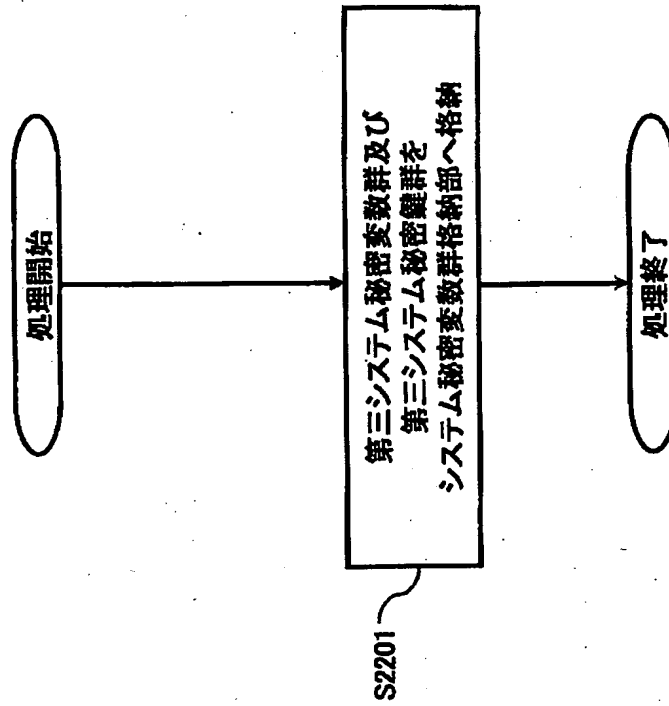 処理開始
第三システム秘密変数群及び
第三システム秘密鍵群を
システム秘密変数群格納部へ格納
S2201
処理終了